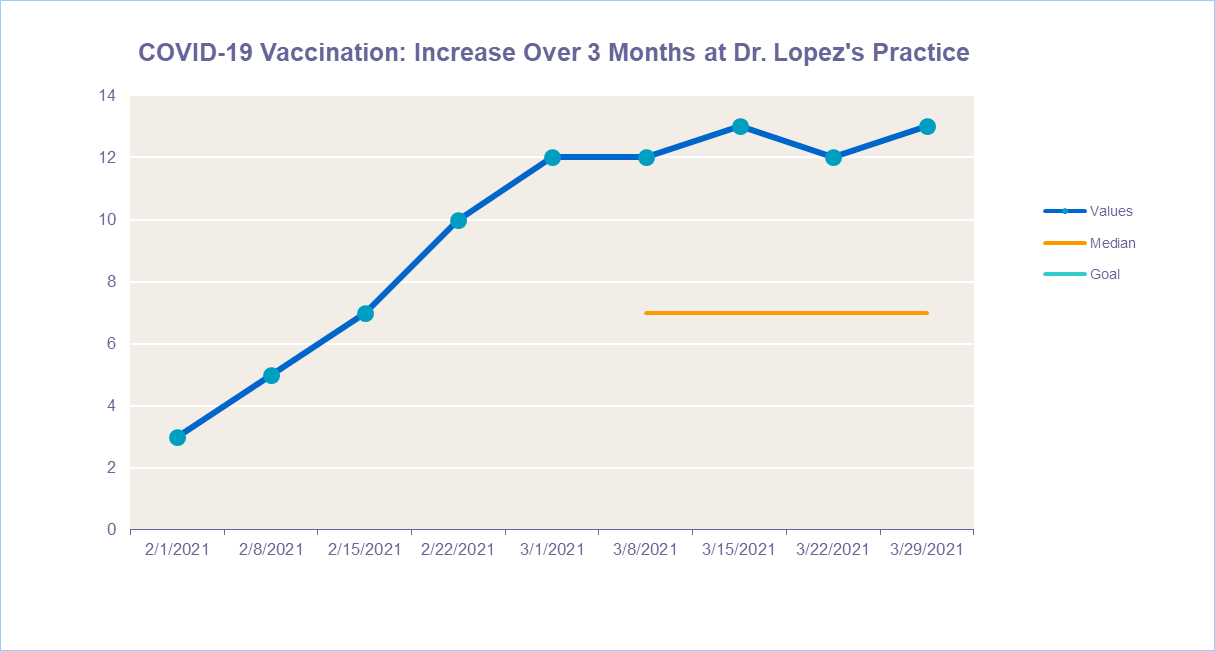 COVID-19 Vaccination: Increase Over 3 Months at Dr. Lopez's Practice
14
12
10
8
6
4
2
0
2/1/2021 2/8/2021 2/15/2021 2/22/2021 3/1/2021 3/8/2021 3/15/2021 3/22/2021 3/29/2021
Values
Median
Goal